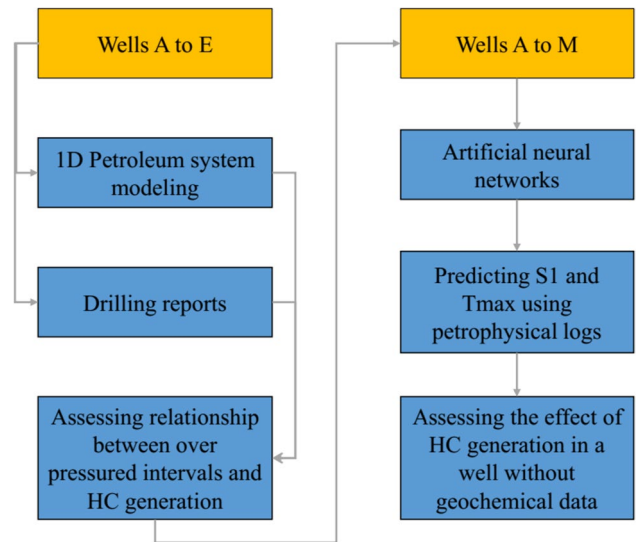 Wells A to E
1D Petroleum system
modeling
Drilling reports
Assessing relationship
between over
pressured intervals and
HC generation
Wells A to M
Artificial neural
networks
Predicting S1 and
Tmax using
petrophysical logs
Assessing the effect of
HC generation in a
well without
geochemical data